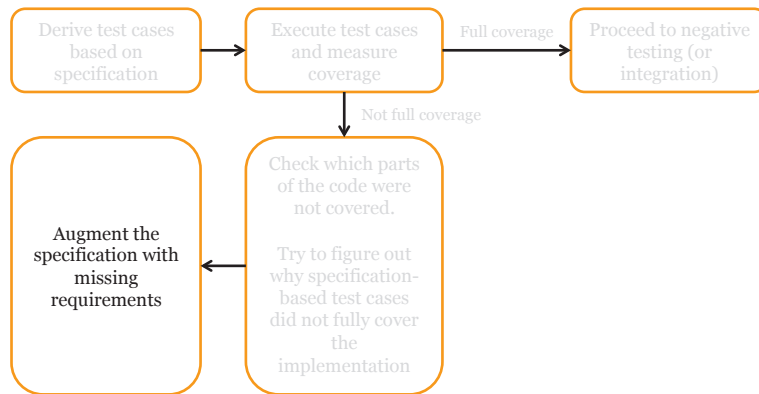 Derive test cases
based on
specification
Execute test cases
and measure
coverage
Full coverage
Proceed to negative
testing (or
integration)
Not full coverage
Augment the
specification with
missing
requirements
Check which parts
of the code were
not covered.
Try to figure out
why specification-
based test cases
did not fully cover
the
implementation